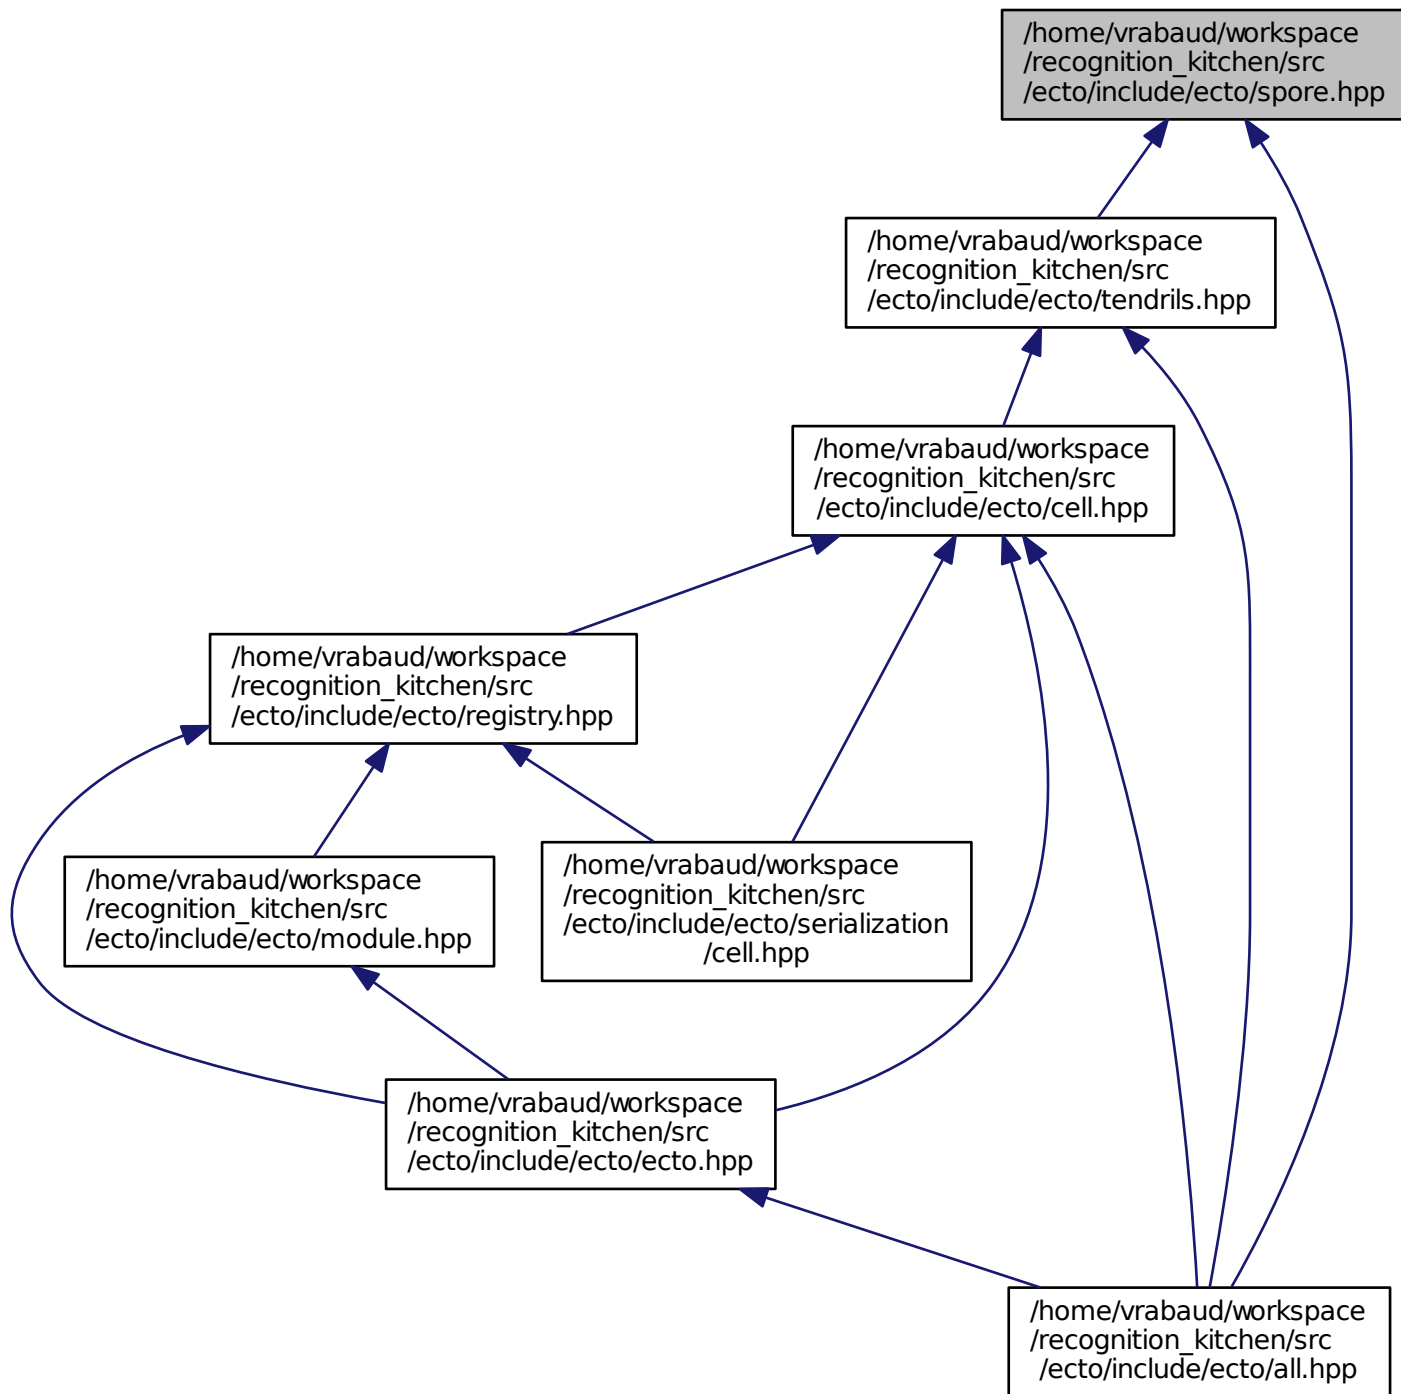 /home/vrabaud/workspace
/recognition_kitchen/src
/ecto/include/ecto/spore.hpp
/home/vrabaud/workspace
/recognition_kitchen/src
/ecto/include/ecto/tendrils.hpp
/home/vrabaud/workspace
/recognition_kitchen/src
/ecto/include/ecto/cell.hpp
/home/vrabaud/workspace
/recognition_kitchen/src
/ecto/include/ecto/registry.hpp
/home/vrabaud/workspace
/recognition_kitchen/src
/ecto/include/ecto/module.hpp
/home/vrabaud/workspace
/recognition_kitchen/src
/ecto/include/ecto/serialization
/cell.hpp
/home/vrabaud/workspace
/recognition_kitchen/src
/ecto/include/ecto/ecto.hpp
/home/vrabaud/workspace
/recognition_kitchen/src
/ecto/include/ecto/all.hpp